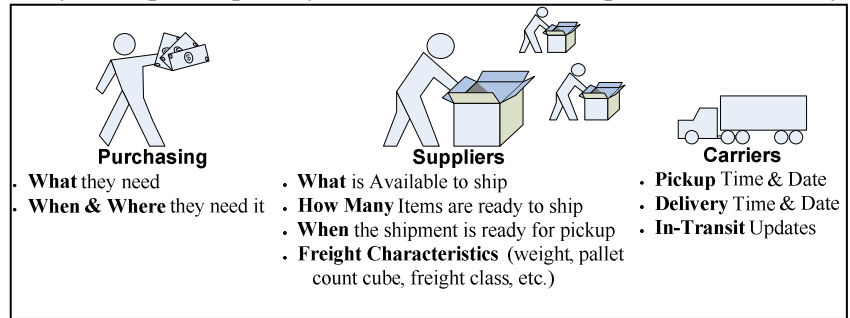 Purchasing
• What they need
• When & Where they need it
Suppliers
• What is Available to ship
• How Many Items are ready to ship
• When the shipment is ready for pickup
• Freight Characteristics (weight, pallet
count cube, freight class, etc.)
Carriers
• Pickup Time & Date
• Delivery Time & Date
• In-Transit Updates